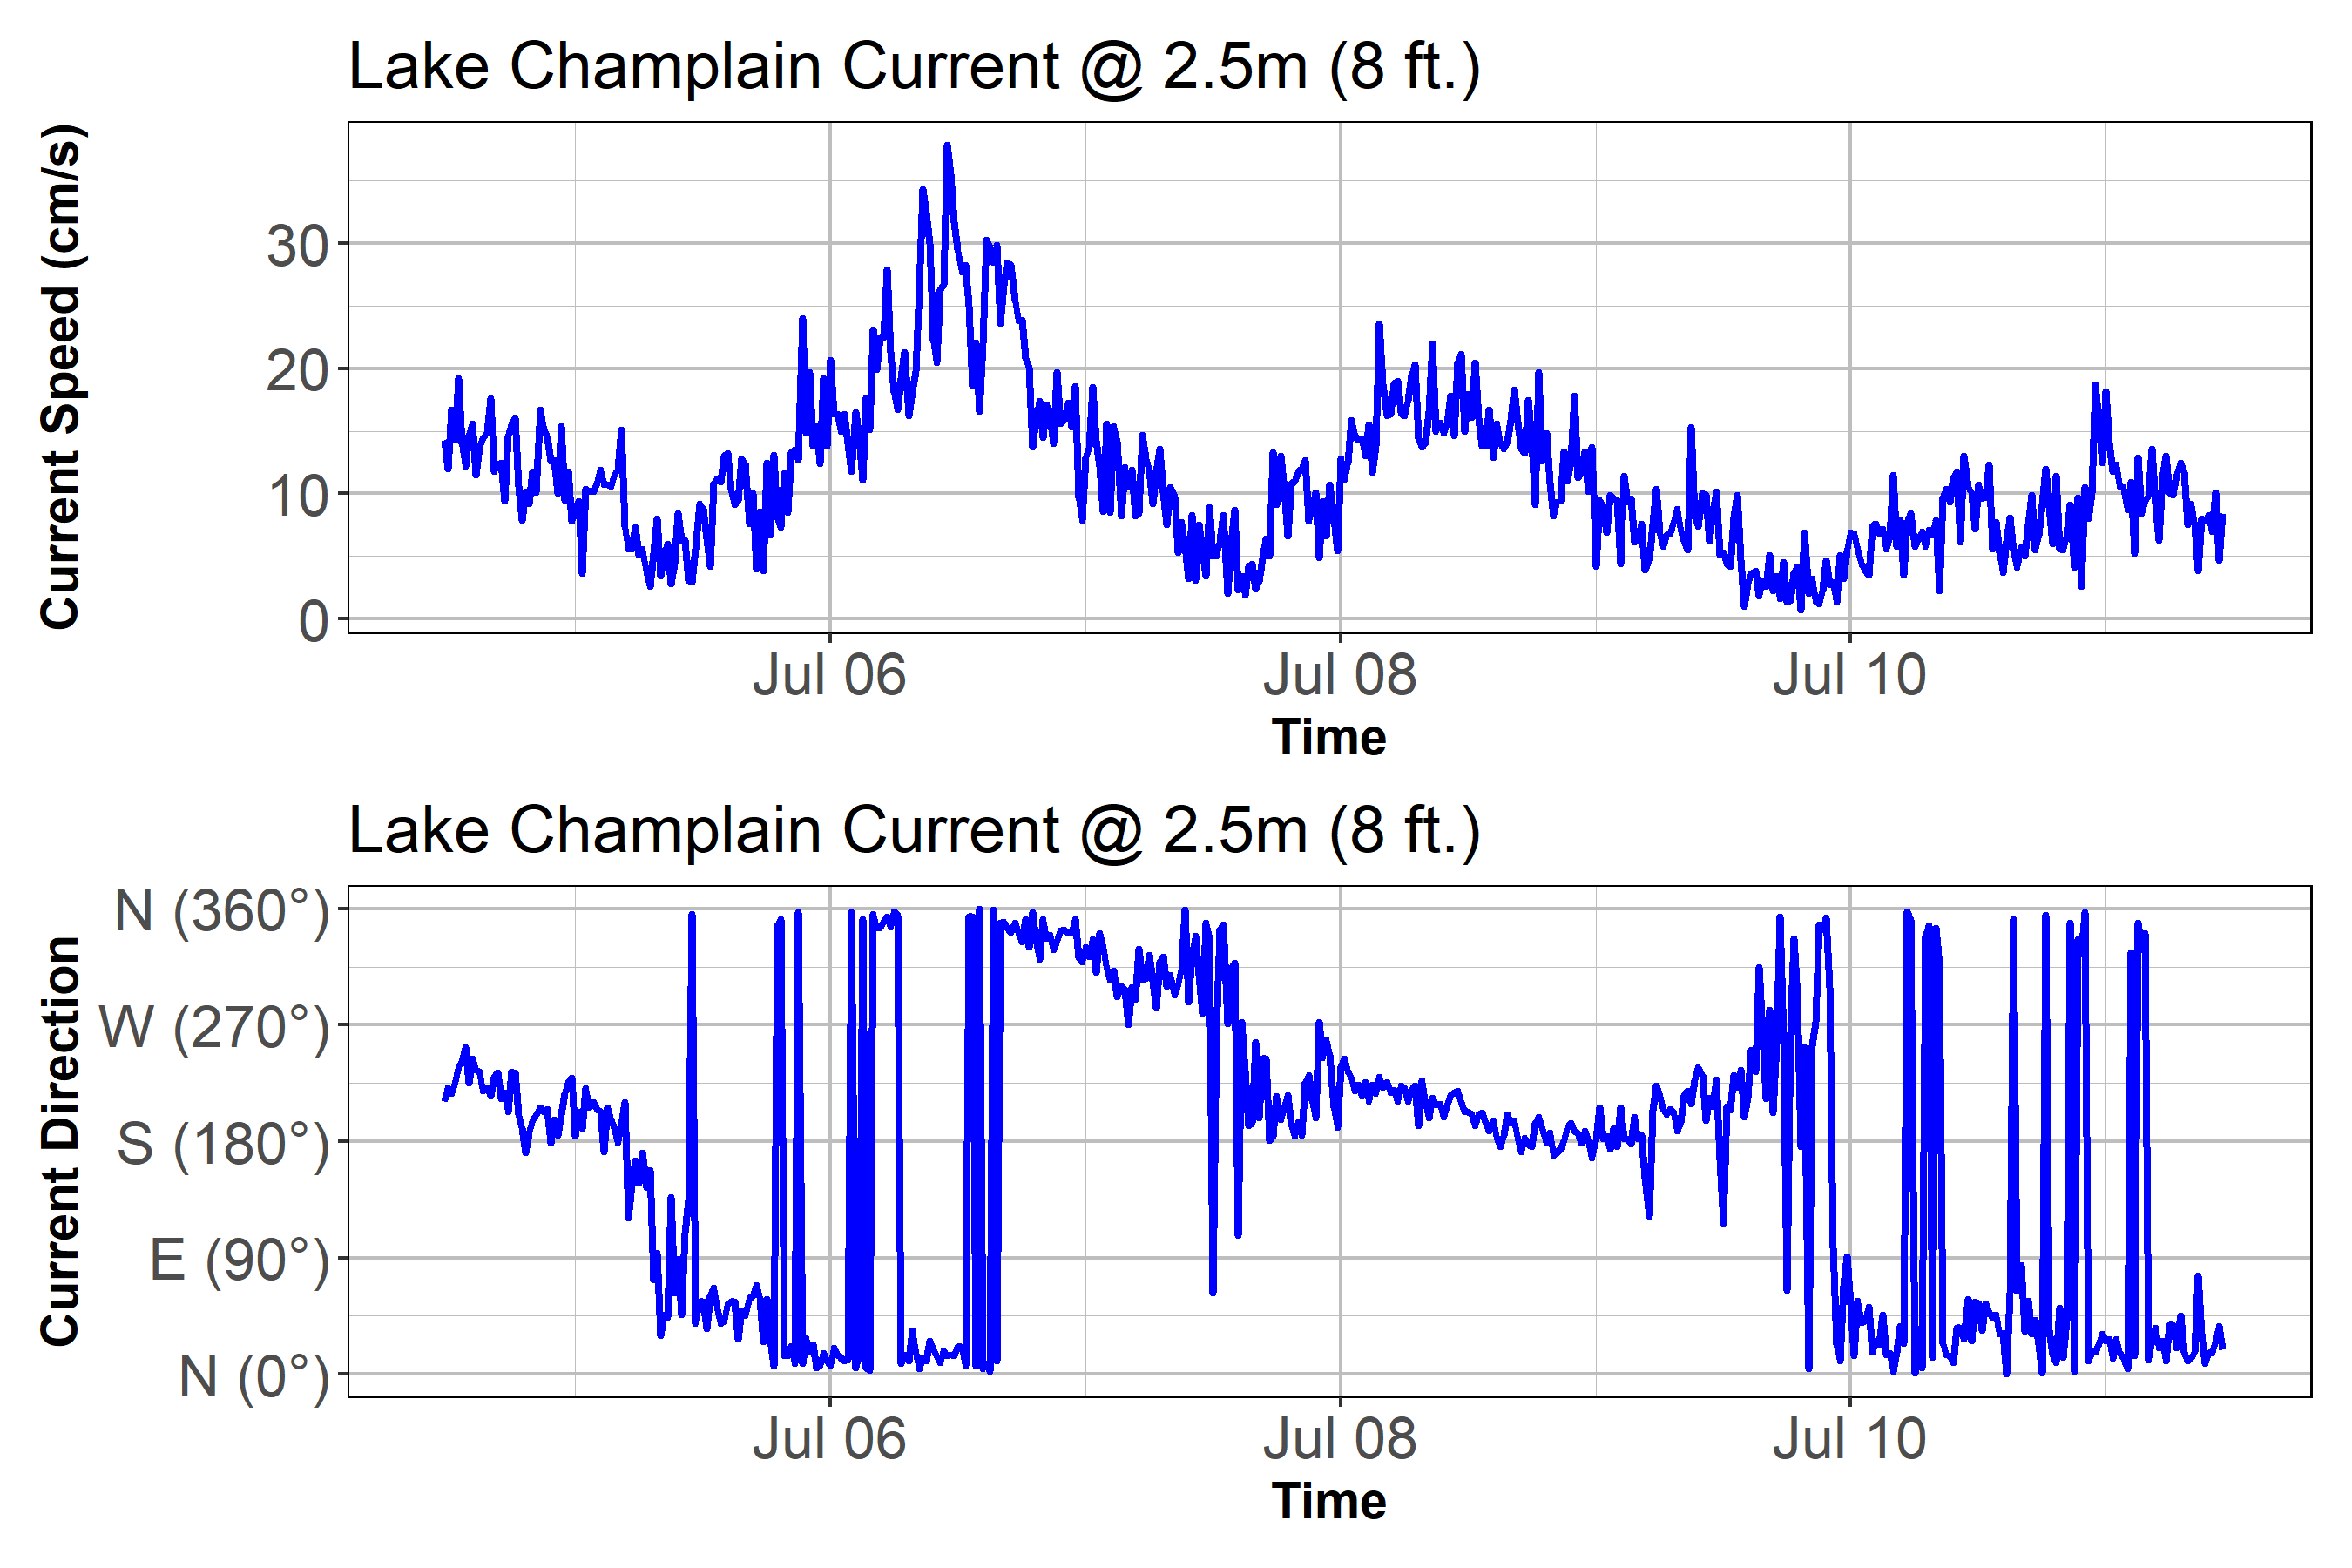 Lake Champlain Current @ 2.5m (8 ft.)
Current Speed (cm/s)
30
20
10
0
Jul 06 Jul 08 Jul 10
Time
Lake Champlain Current @ 2.5m (8 ft.)
Current Direction
N (360°)
W (270°)
S (180°)
E (90°)
N (0°)
Jul 06 Jul 08 Jul 10
Time